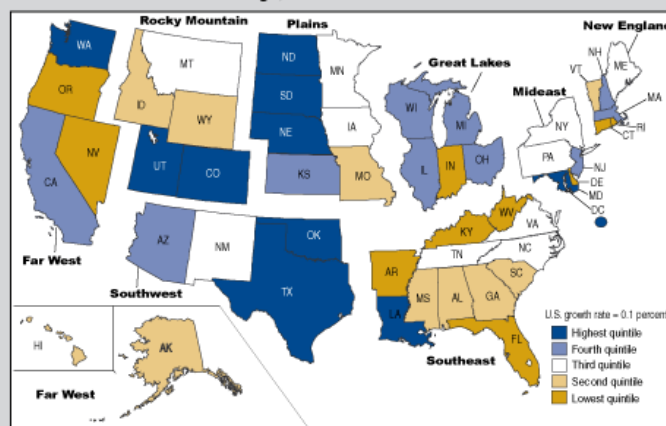 Rocky Mountain
Plains
New England
WA
MT
ND
MN
Great Lakes
NH
ME
VT
OR
ID
SD
WI
Mideast
MA
WY
MI
NY
RI
CT
IA
NE
PA
NV
UT
CO
IL
IN
OH
NJ
CA
KS
MO
DE
MD
WV
VA
DC
KY
AZ
NM
OK
TN
NC
Far West
AR
SC
TX
MS
AL
GA
Southwest
LA
U.S. growth rate = 0.1 percent
Highest quintile
HI
AK
FL
Fourth quintile
Southeast
Third quintile
Second quintile
Far West
Lowest quintile